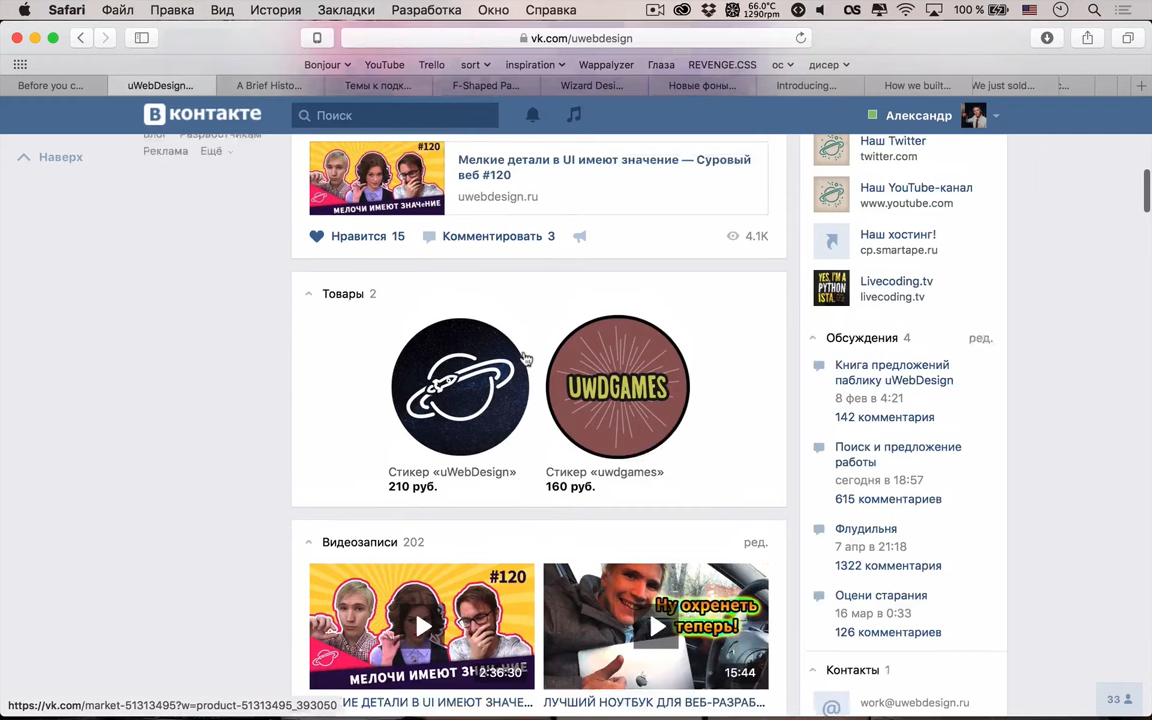 Safari Файл Правка Вид История Закладки Разработка Окно Справка
66.0°C
1290rpm
100 %
vk.com/uwebdesign
Bonjour YouTube Trello sort inspiration Wappalyzer Глаза REVENGE.CSS ос дисер
Before you c... uWebDesign... A Brief Histo... Темы к подк... F-Shaped Pa... Wizard Desi... Новые фоны... Introducing... How we built... We just sold...
Вконтакте
Поиск
Александр
Наверх
Блог Разработчикам
Реклама Ещё
#120
МЕЛОЧИ ИМЕЮТ ЗНАЧЕНИЕ
Мелкие детали в UI имеют значение — Суровый
веб #120
uwebdesign.ru
Нравится 15 Комментировать 3 4.1K
Товары 2
UWDGAMES
Стикер «uWebDesign»
210 руб.
Стикер «uwdgames»
160 руб.
Видеозаписи 202 ред.
#120
МЕЛОЧИ ИМЕЮТ
2:36:30
Ну охренеть
теперь!
15:44
Е ДЕТАЛИ В UI ИМЕЮТ ЗНАЧЕ...
ЛУЧШИЙ НОУТБУК ДЛЯ ВЕБ-РАЗРАБ...
Наш Twitter
twitter.com
Наш YouTube-канал
www.youtube.com
Наш хостинг!
cp.smartape.ru
YES, I'M A
PYTHON
ISTA.
Livecoding.tv
livecoding.tv
Обсуждения 4 ред.
Книга предложений
паблику uWebDesign
8 фев в 4:21
142 комментария
Поиск и предложение
работы
сегодня в 18:57
615 комментариев
Флудильня
7 апр в 21:18
1322 комментария
Оцени старания
16 мар в 0:33
126 комментариев
Контакты 1
work@uwebdesign.ru
33
https://vk.com/market-51313495?w=product-51313495_393050